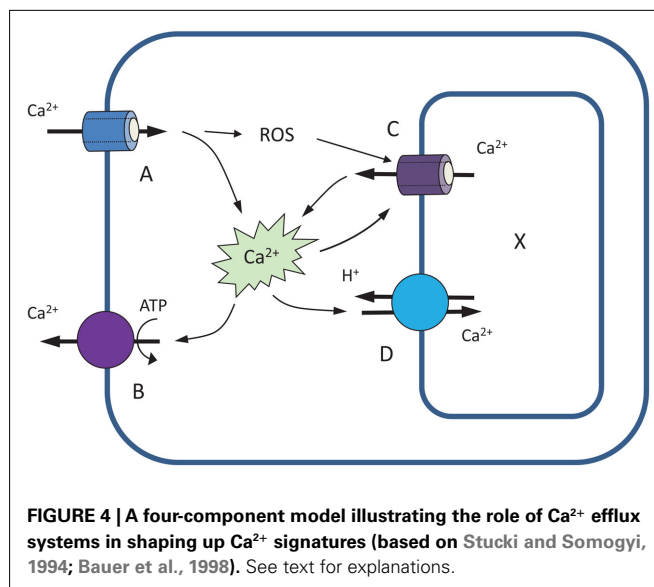 Ca²⁺
A
ROS
C
Ca²⁺
X
Ca²⁺
H⁺
Ca²⁺
D
Ca²⁺
ATP
B
FIGURE 4 | A four-component model illustrating the role of Ca²⁺ efflux
systems in shaping up Ca²⁺ signatures (based on Stucki and Somogyi,
1994; Bauer et al., 1998). See text for explanations.